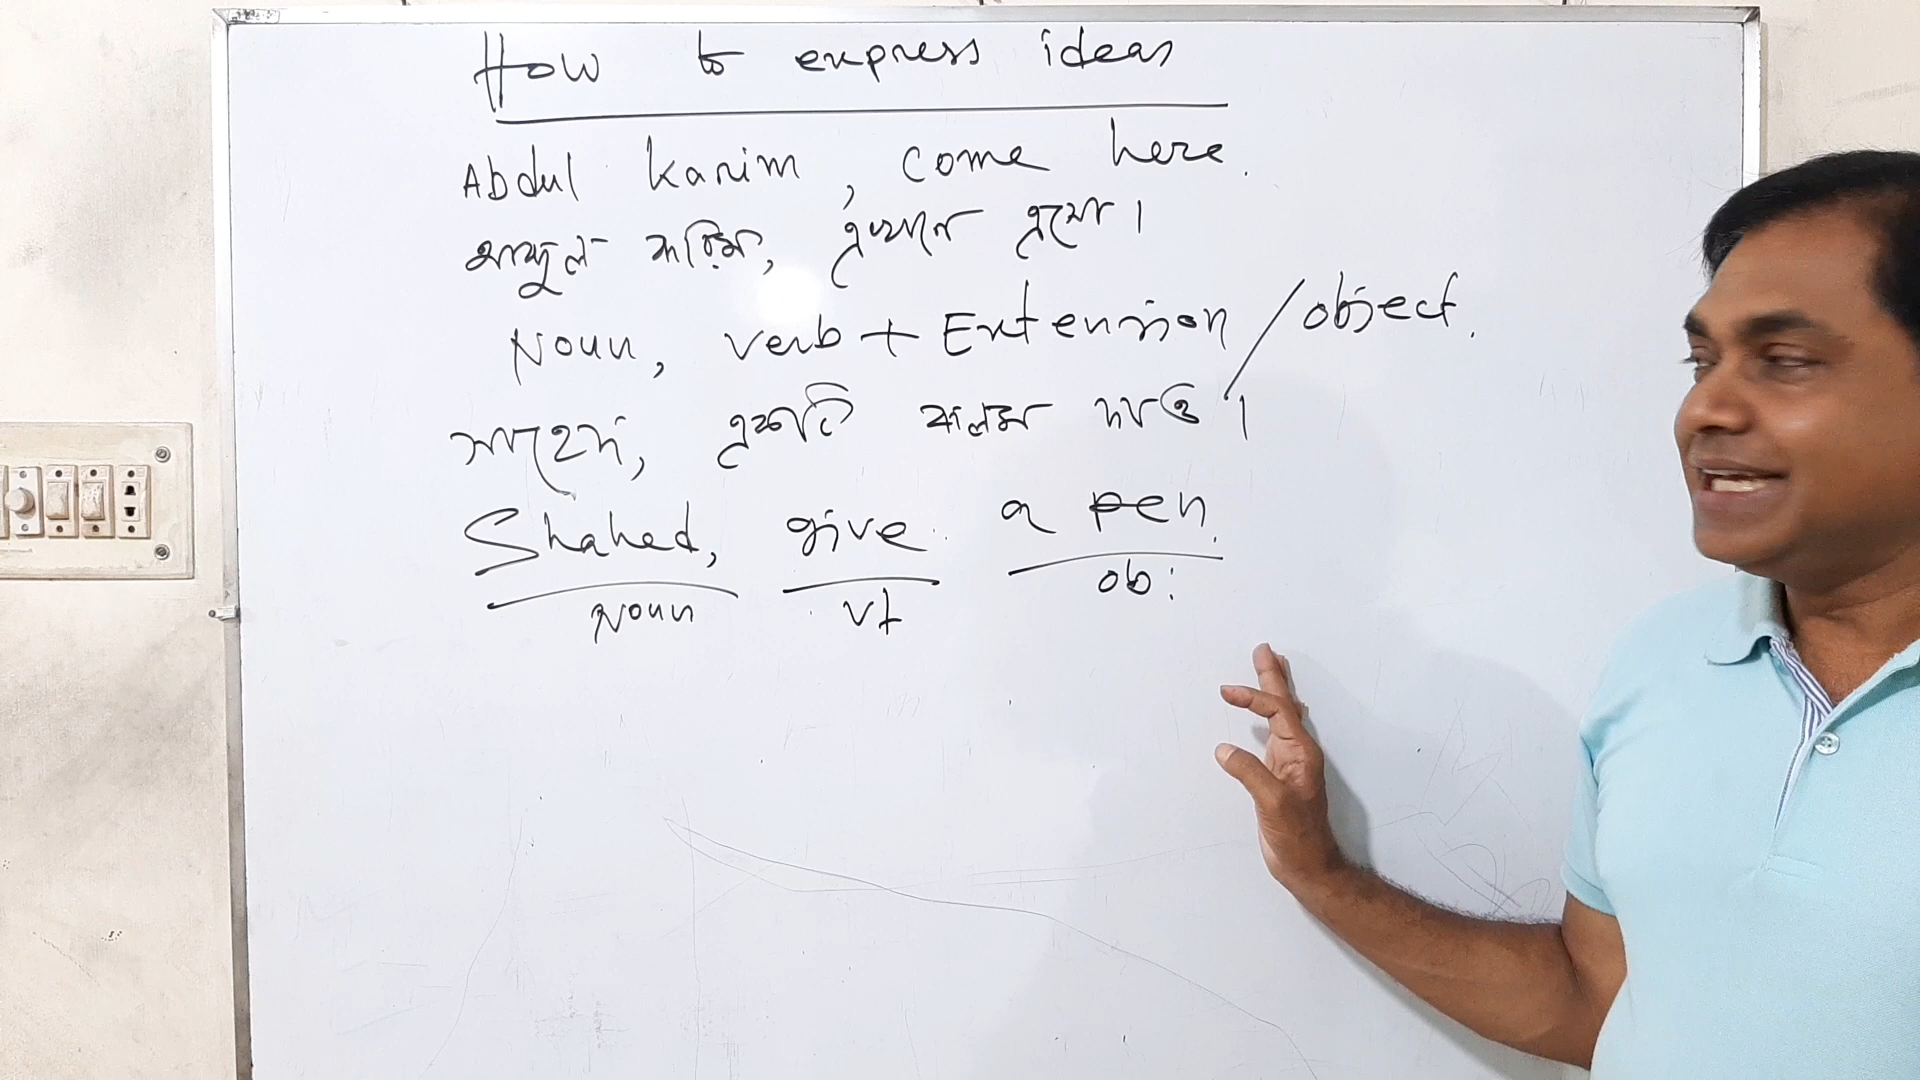 How to express ideas
Abdul Karim, come here.
আব্দুল করিম, এখানে এসো।
Noun, verb + Extension / object.
সাহেদ, একটি কলম দাও।
Shahed, give a pen.
Noun vt ob: